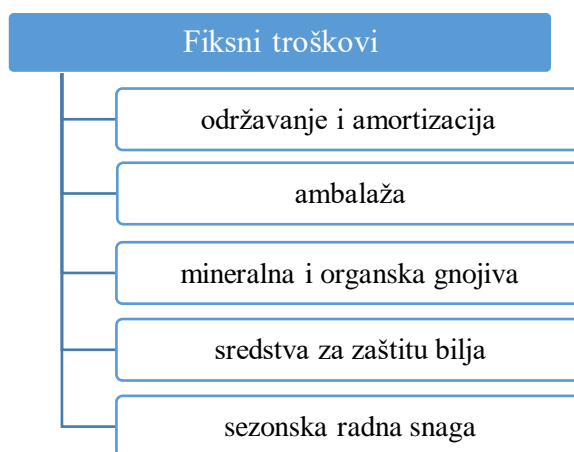 Fiksni troškovi
održavanje i amortizacija
ambalaža
mineralna i organska gnojiva
sredstva za zaštitu bilja
sezonska radna snaga